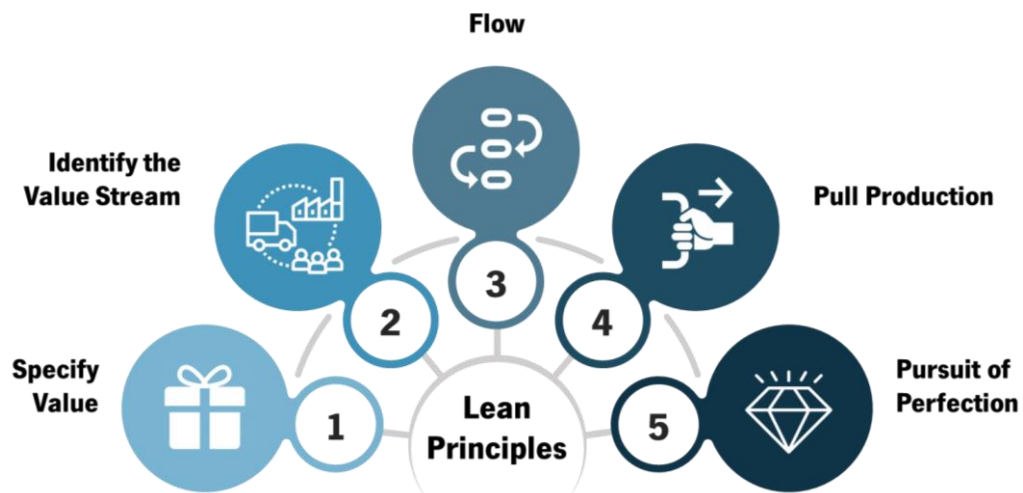 Flow
Identify the
Value Stream
Pull Production
3
2
4
Specify
Value
Pursuit of
Perfection
1
Lean
Principles
5